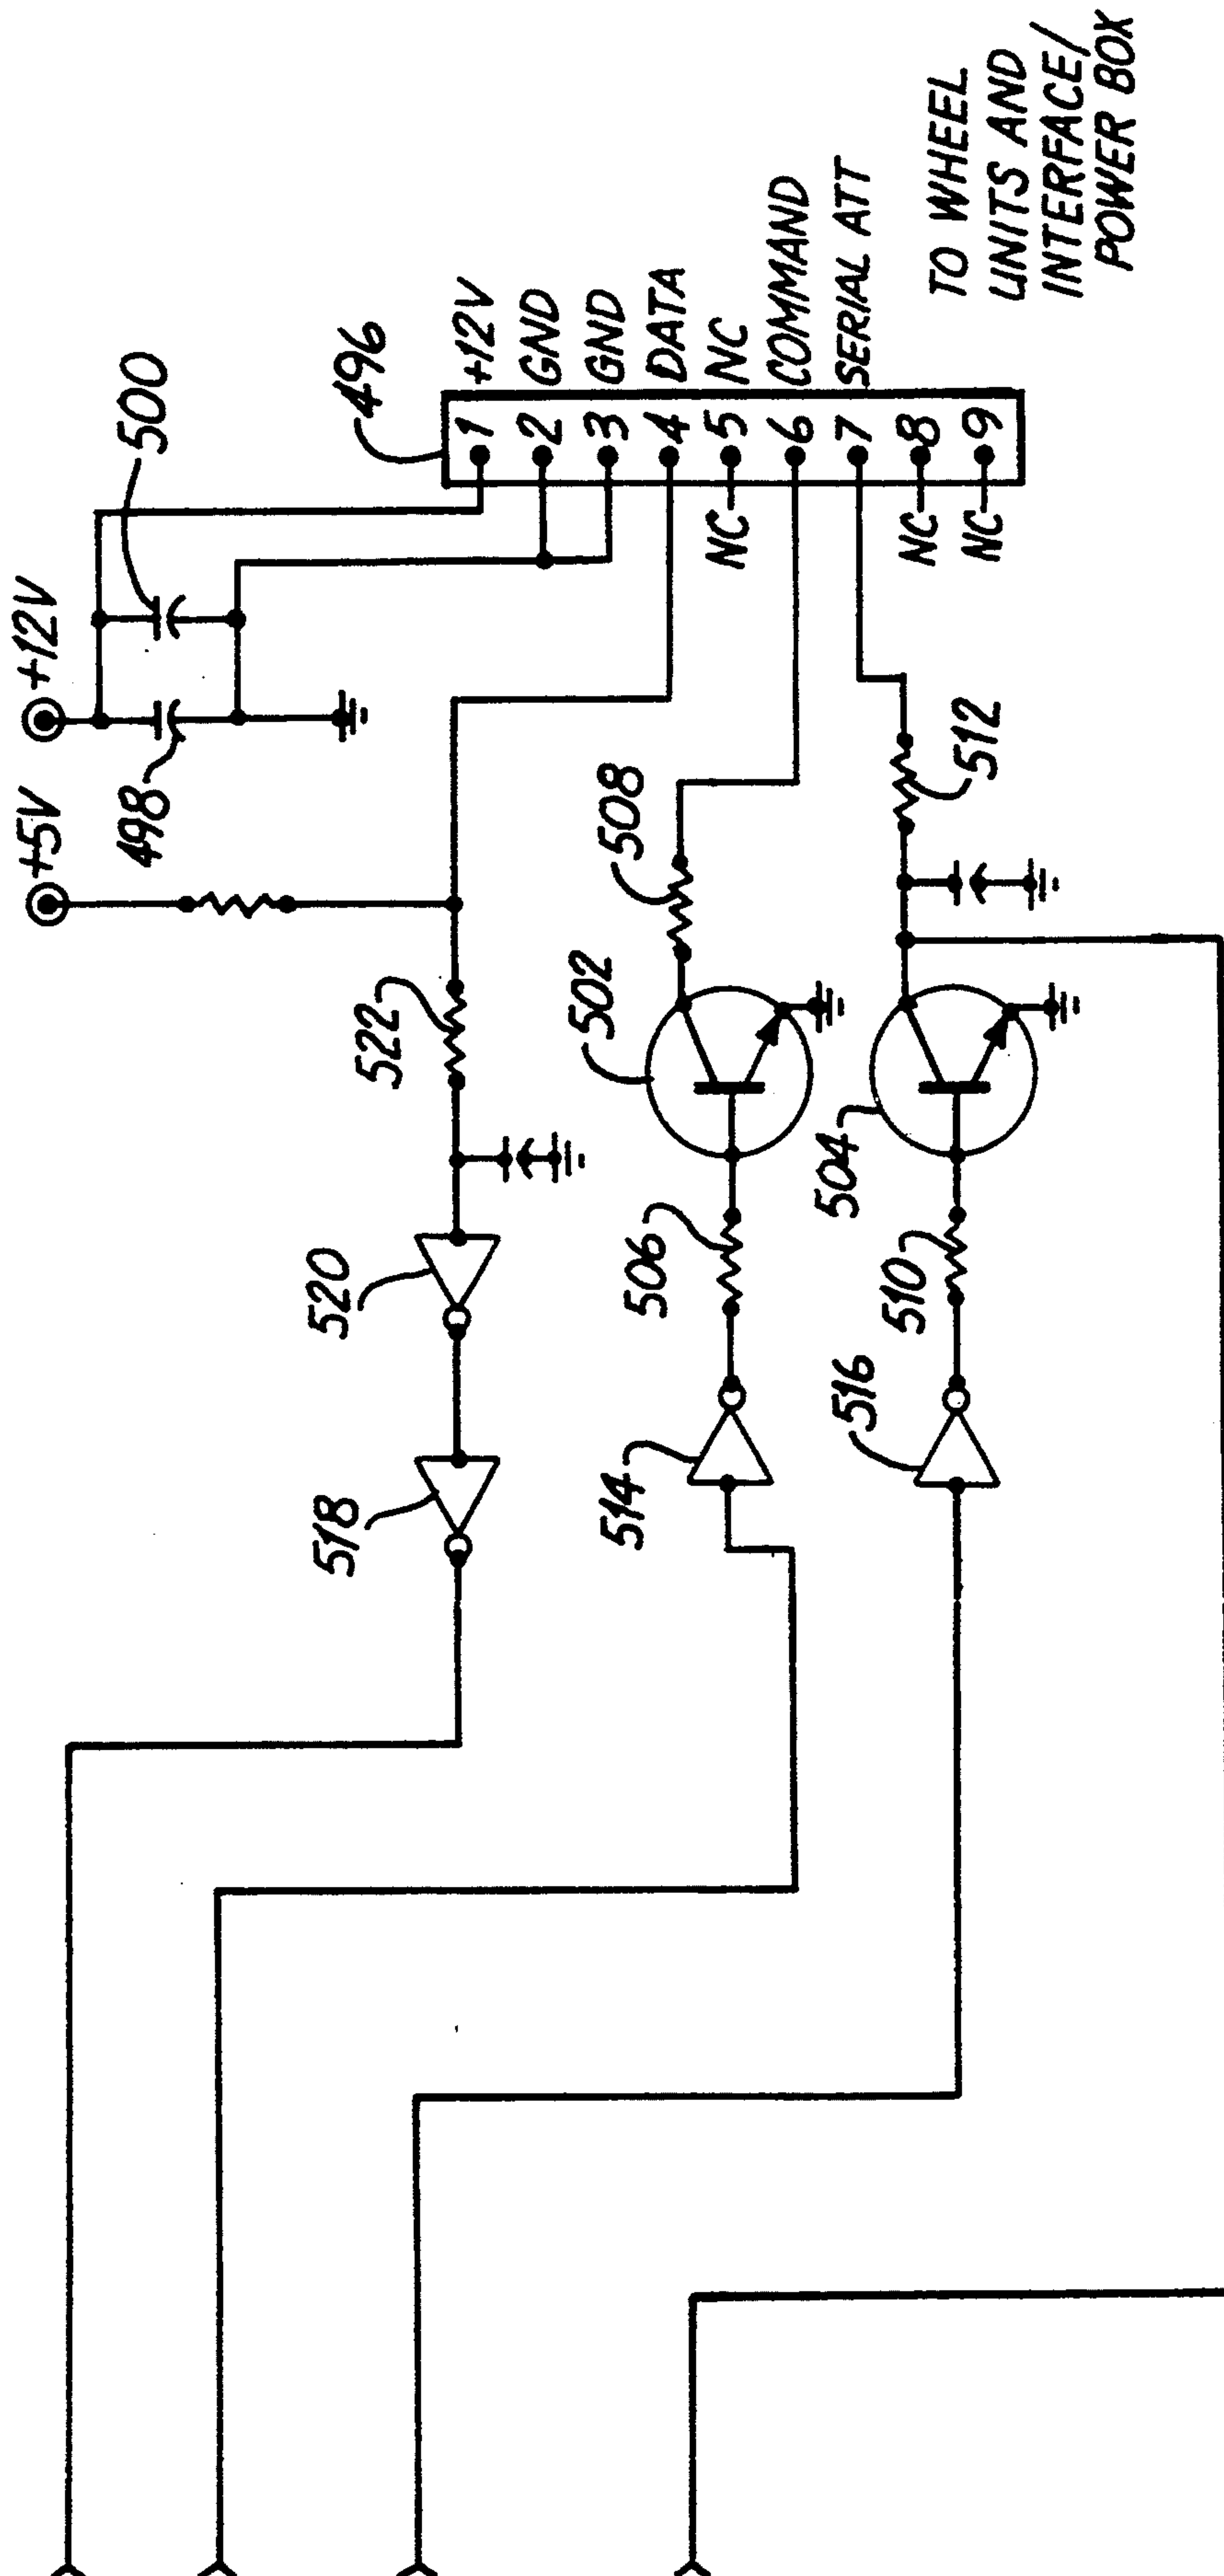 +5V
+12V
498
500
496
1 +12V
2 GND
3 GND
4 DATA
NC 5 NC
6 COMMAND
7 SERIAL ATT
NC 8
NC 9
518
520
522
502
508
514
506
516
510
504
512
TO WHEEL
UNITS AND
INTERFACE/
POWER BOX